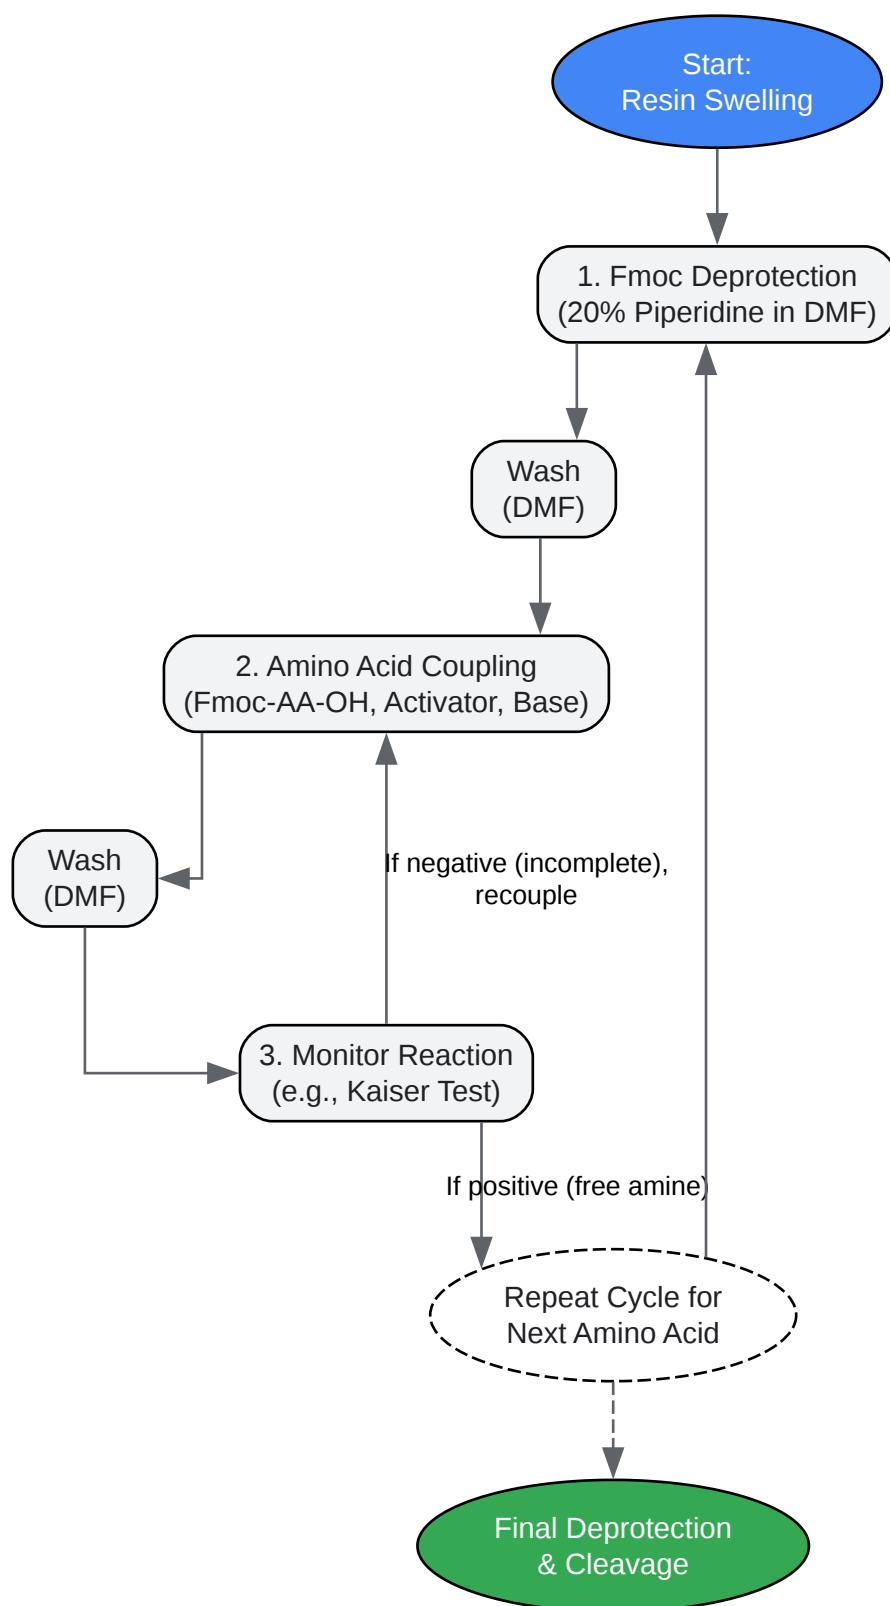 Start:
Resin Swelling
1. Fmoc Deprotection
(20% Piperidine in DMF)
Wash
(DMF)
2. Amino Acid Coupling
(Fmoc-AA-OH, Activator, Base)
Wash
(DMF)
If negative (incomplete),
recouple
3. Monitor Reaction
(e.g., Kaiser Test)
If positive (free amine)
Repeat Cycle for
Next Amino Acid
Final Deprotection
& Cleavage